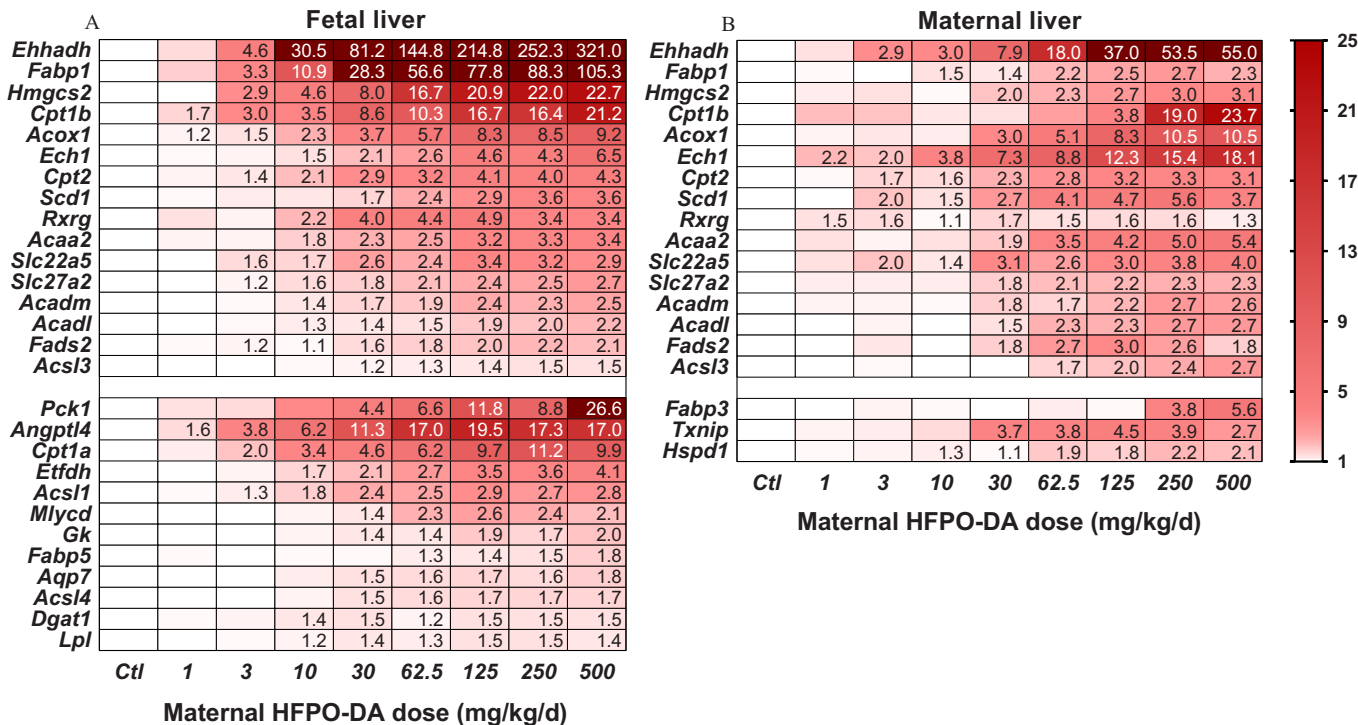 A
Fetal liver
Ehhadh 4.6 30.5 81.2 144.8 214.8 252.3 321.0
Fabp1 3.3 10.9 28.3 56.6 77.8 88.3 105.3
Hmgcs2 2.9 4.6 8.0 16.7 20.9 22.0 22.7
Cpt1b 1.7 3.0 3.5 8.6 10.3 16.7 16.4 21.2
Acox1 1.2 1.5 2.3 3.7 5.7 8.3 8.5 9.2
Ech1 1.5 2.1 2.6 4.6 4.3 6.5
Cpt2 1.4 2.1 2.9 3.2 4.1 4.0 4.3
Scd1 1.7 2.4 2.9 3.6 3.6
Rxrg 2.2 4.0 4.4 4.9 3.4 3.4
Acaa2 1.8 2.3 2.5 3.2 3.3 3.4
Slc22a5 1.6 1.7 2.6 2.4 3.4 3.2 2.9
Slc27a2 1.2 1.6 1.8 2.1 2.4 2.5 2.7
Acadm 1.4 1.7 1.9 2.4 2.3 2.5
Acadl 1.3 1.4 1.5 1.9 2.0 2.2
Fads2 1.2 1.1 1.6 1.8 2.0 2.2 2.1
Acsl3 1.2 1.3 1.4 1.5 1.5
Pck1 4.4 6.6 11.8 8.8 26.6
Angptl4 1.6 3.8 6.2 11.3 17.0 19.5 17.3 17.0
Cpt1a 2.0 3.4 4.6 6.2 9.7 11.2 9.9
Etfdh 1.7 2.1 2.7 3.5 3.6 4.1
Acsl1 1.3 1.8 2.4 2.5 2.9 2.7 2.8
Mlycd 1.4 2.3 2.6 2.4 2.1
Gk 1.4 1.4 1.9 1.7 2.0
Fabp5 1.3 1.4 1.5 1.8
Aqp7 1.5 1.6 1.7 1.6 1.8
Acsl4 1.5 1.6 1.7 1.7 1.7
Dgat1 1.4 1.5 1.2 1.5 1.5 1.5
Lpl 1.2 1.4 1.3 1.5 1.5 1.4
Ctl 1 3 10 30 62.5 125 250 500
Maternal HFPO-DA dose (mg/kg/d)
B
Maternal liver
Ehhadh 2.9 3.0 7.9 18.0 37.0 53.5 55.0
Fabp1 1.5 1.4 2.2 2.5 2.7 2.3
Hmgcs2 2.0 2.3 2.7 3.0 3.1
Cpt1b 3.8 19.0 23.7
Acox1 3.0 5.1 8.3 10.5 10.5
Ech1 2.2 2.0 3.8 7.3 8.8 12.3 15.4 18.1
Cpt2 1.7 1.6 2.3 2.8 3.2 3.3 3.1
Scd1 2.0 1.5 2.7 4.1 4.7 5.6 3.7
Rxrg 1.5 1.6 1.1 1.7 1.5 1.6 1.6 1.3
Acaa2 1.9 3.5 4.2 5.0 5.4
Slc22a5 2.0 1.4 3.1 2.6 3.0 3.8 4.0
Slc27a2 1.8 2.1 2.2 2.3 2.3
Acadm 1.8 1.7 2.2 2.7 2.6
Acadl 1.5 2.3 2.3 2.7 2.7
Fads2 1.8 2.7 3.0 2.6 1.8
Acsl3 1.7 2.0 2.4 2.7
Fabp3 3.8 5.6
Txnip 3.7 3.8 4.5 3.9 2.7
Hspd1 1.3 1.1 1.9 1.8 2.2 2.1
Ctl 1 3 10 30 62.5 125 250 500
Maternal HFPO-DA dose (mg/kg/d)
25
21
17
13
9
5
1